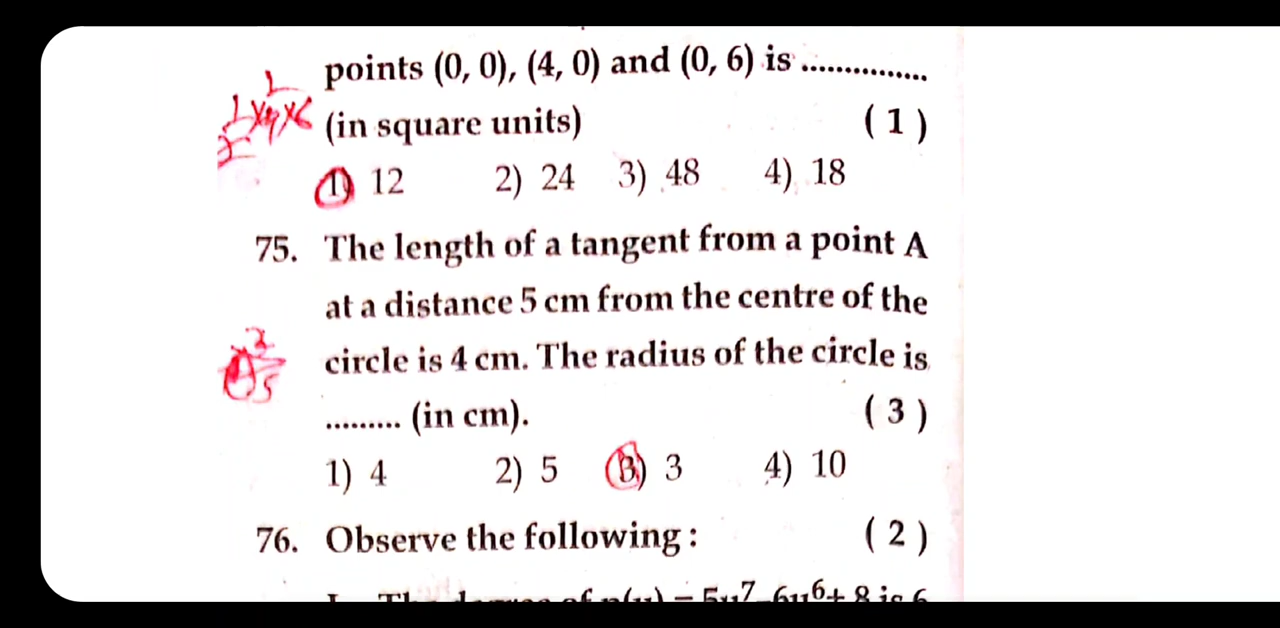 points (0, 0), (4, 0) and (0, 6) is ...............
(in square units) ( 1 )
1) 12 2) 24 3) 48 4) 18
75. The length of a tangent from a point A
at a distance 5 cm from the centre of the
circle is 4 cm. The radius of the circle is
......... (in cm). ( 3 )
1) 4 2) 5 3) 3 4) 10
76. Observe the following : ( 2 )